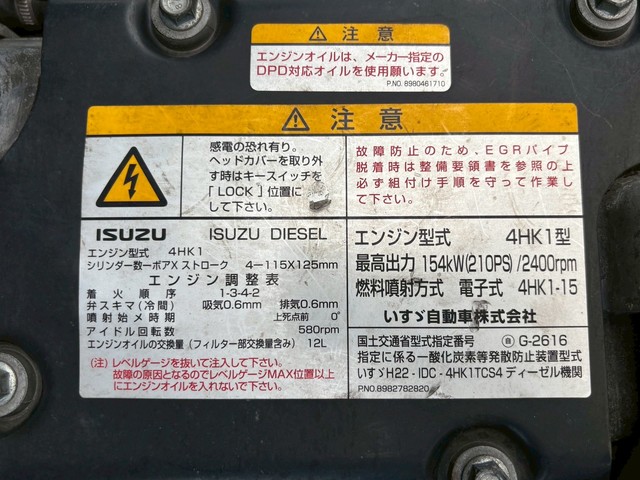 ⚠ 注意
エンジンオイルは、メーカー指定の
DPD対応オイルを使用願います。
P.NO. 8980461710
⚠ 注意
感電の恐れ有り。
ヘッドカバーを取り外
す時はキースイッチを
「LOCK」位置に
して下さい。
故障防止のため、EGRパイプ
脱着時は整備要領書を参照の上
必ず組付け手順を守って作業し
て下さい。
ISUZU ISUZU DIESEL
エンジン型式 4HK1
シリンダー数ーボアX ストローク 4－115X125mm
エンジン調整表
着火順序 1-3-4-2
弁スキマ(冷間) 吸気0.6mm 排気0.6mm
噴射始メ時期 上死点前 0°
アイドル回転数 580rpm
エンジンオイルの交換量(フィルター部交換量含み) 12L
(注) レベルゲージを抜いて注入して下さい。
故障の原因となるのでレベルゲージMAX位置以上
にエンジンオイルを入れないで下さい。
エンジン型式 4HK1型
最高出力 154kW(210PS)/2400rpm
燃料噴射方式 電子式 4HK1-15
いすゞ自動車株式会社
国土交通省型式指定番号 G-2616
指定に係る一酸化炭素等発散防止装置型式
いすゞH22-IDC-4HK1TCS4 ディーゼル機関
P.NO.8982782820